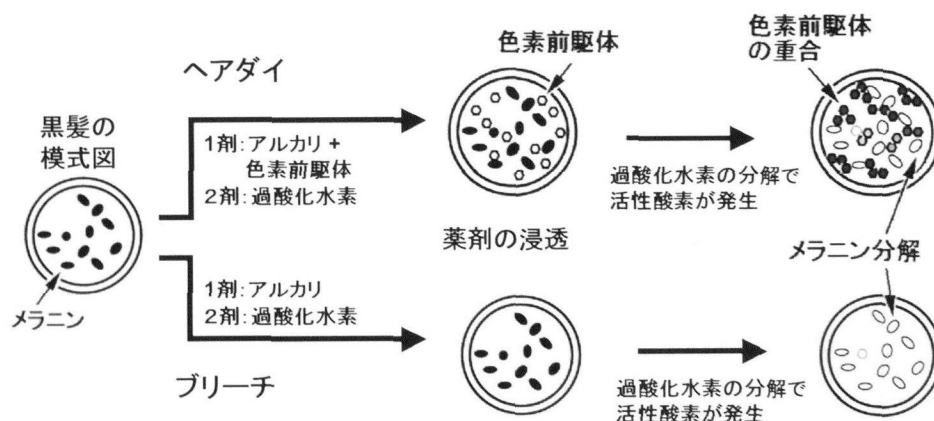 黒髪の
模式図
メラニン
ヘアダイ
1剤：アルカリ +
色素前駆体
2剤：過酸化水素
1剤：アルカリ
2剤：過酸化水素
ブリーチ
色素前駆体
薬剤の浸透
過酸化水素の分解で
活性酸素が発生
過酸化水素の分解で
活性酸素が発生
色素前駆体
の重合
メラニン分解